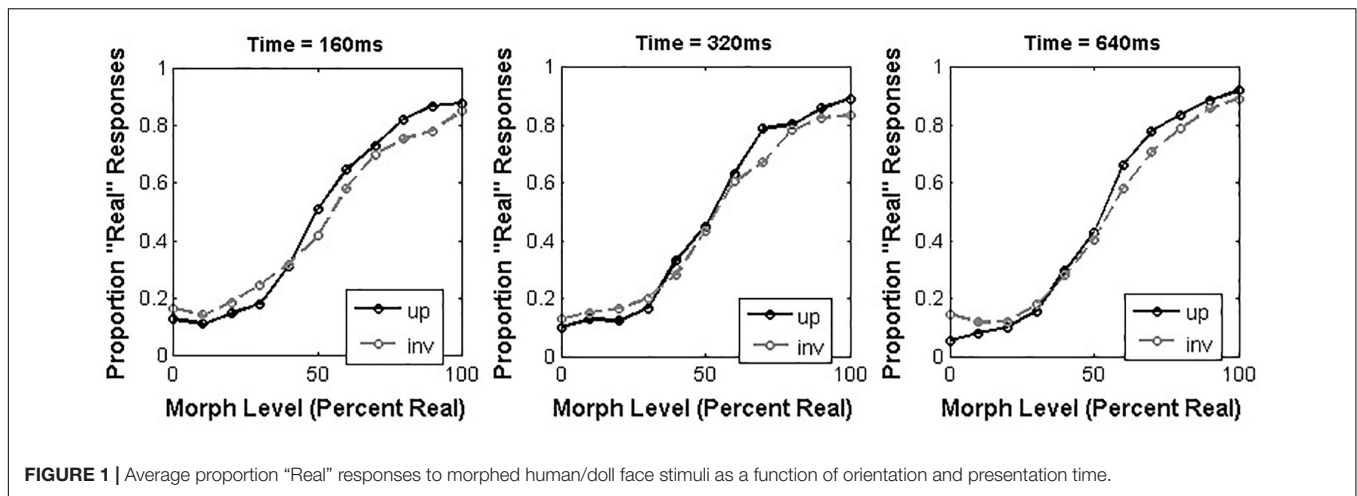 Time = 160ms
Proportion "Real" Responses
1
0.8
0.6
0.4
0.2
0
up
inv
0
50
100
Morph Level (Percent Real)
Time = 320ms
Proportion "Real" Responses
1
0.8
0.6
0.4
0.2
0
up
inv
0
50
100
Morph Level (Percent Real)
Time = 640ms
Proportion "Real" Responses
1
0.8
0.6
0.4
0.2
0
up
inv
0
50
100
Morph Level (Percent Real)
FIGURE 1 | Average proportion “Real” responses to morphed human/doll face stimuli as a function of orientation and presentation time.